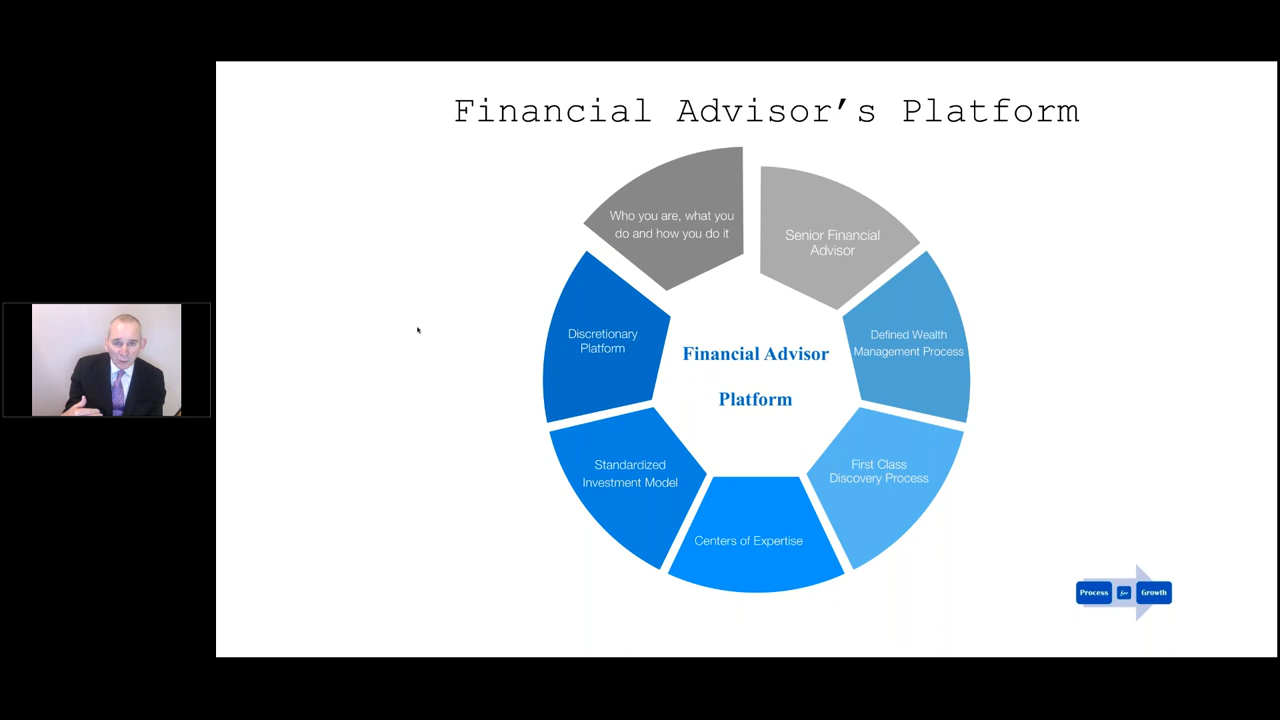 Financial Advisor’s Platform
Who you are, what you
do and how you do it
Senior Financial
Advisor
Discretionary
Platform
Defined Wealth
Management Process
Financial Advisor
Platform
Standardized
Investment Model
First Class
Discovery Process
Centers of Expertise
Process for Growth